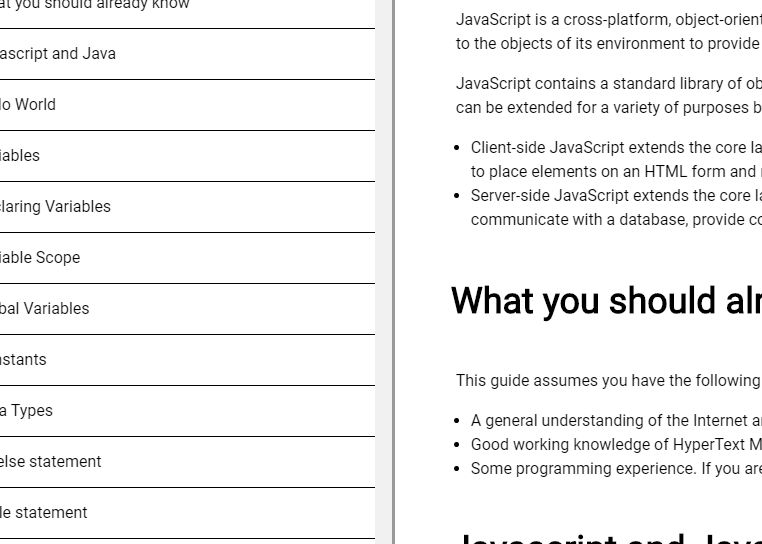 at you should already know
ascript and Java
lo World
iables
claring Variables
iable Scope
bal Variables
nstants
a Types
else statement
le statement
JavaScript is a cross-platform, object-orient
to the objects of its environment to provide
JavaScript contains a standard library of ob
can be extended for a variety of purposes b
Client-side JavaScript extends the core la
to place elements on an HTML form and
Server-side JavaScript extends the core la
communicate with a database, provide co
What you should alr
This guide assumes you have the following
A general understanding of the Internet a
Good working knowledge of HyperText M
Some programming experience. If you are
Javascript and Java